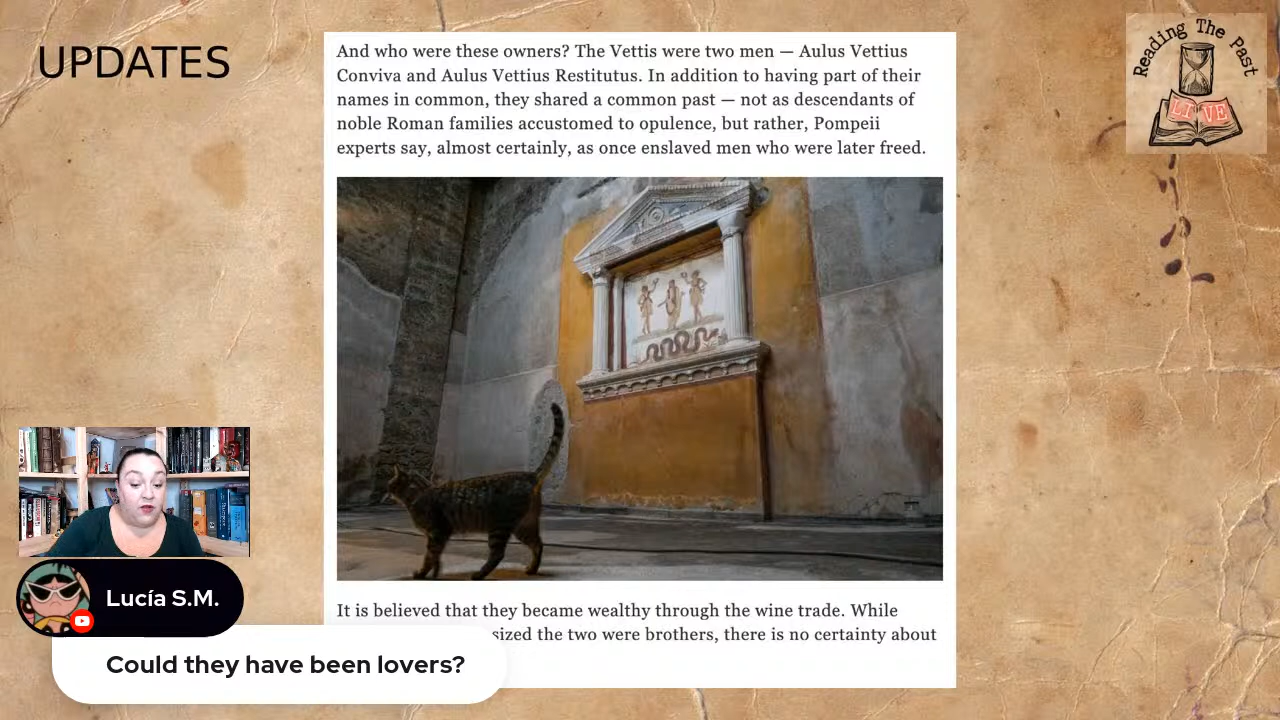 UPDATES
Reading The Past
LIVE
And who were these owners? The Vettis were two men — Aulus Vettius
Conviva and Aulus Vettius Restitutus. In addition to having part of their
names in common, they shared a common past — not as descendants of
noble Roman families accustomed to opulence, but rather, Pompeii
experts say, almost certainly, as once enslaved men who were later freed.
It is believed that they became wealthy through the wine trade. While
sized the two were brothers, there is no certainty about
Lucía S.M.
Could they have been lovers?